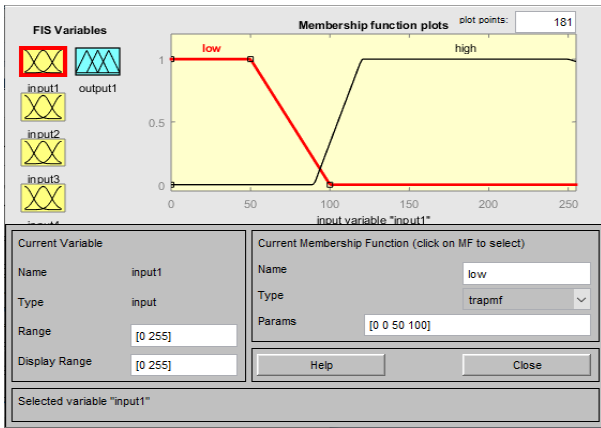 FIS Variables
Membership function plots
plot points:
181
input1
output1
input2
input3
low
high
1
0.5
0
0
50
100
150
200
250
input variable "input1"
Current Variable
Name
input1
Type
input
Range
[0 255]
Display Range
[0 255]
Current Membership Function (click on MF to select)
Name
low
Type
trapmf
Params
[0 0 50 100]
Help
Close
Selected variable "input1"